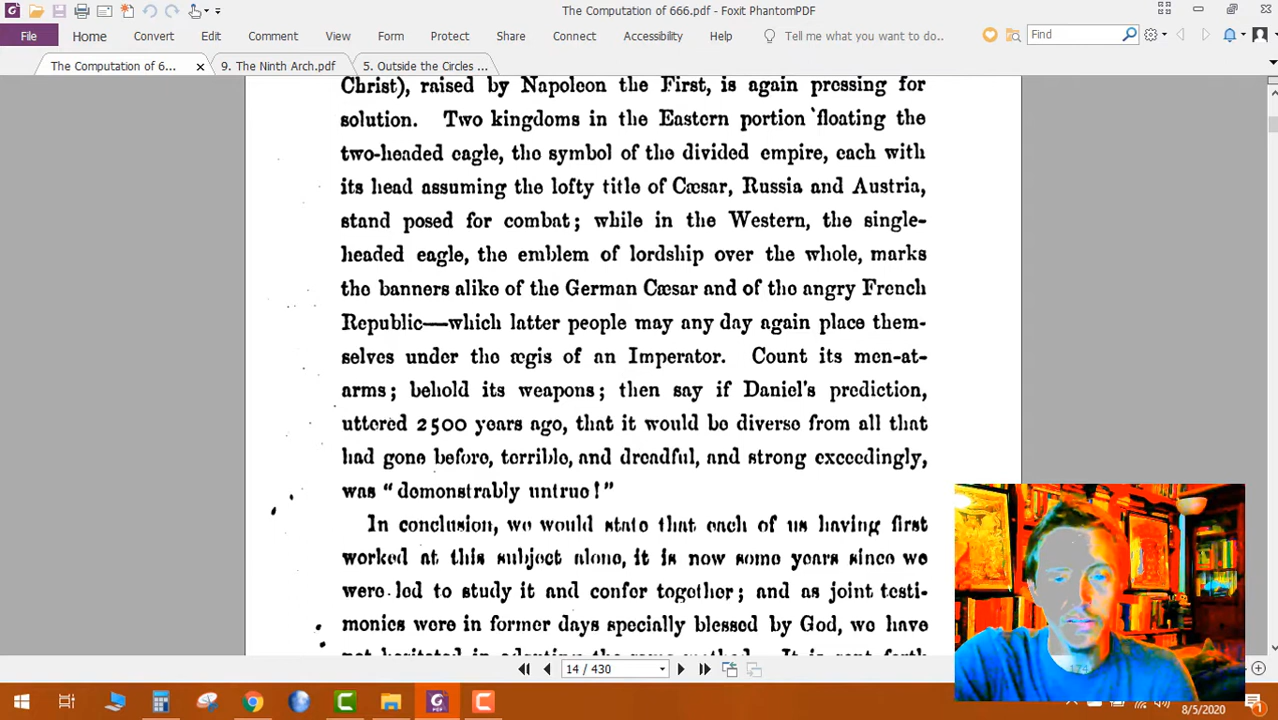 The Computation of 666.pdf - Foxit PhantomPDF
File Home Convert Edit Comment View Form Protect Share Connect Accessibility Help Tell me what you want to do.. Find
The Computation of 6... 9. The Ninth Arch.pdf 5. Outside the Circles ...
Christ), raised by Napoleon the First, is again pressing for
solution. Two kingdoms in the Eastern portion floating the
two-headed eagle, the symbol of the divided empire, each with
its head assuming the lofty title of Cæsar, Russia and Austria,
stand posed for combat; while in the Western, the single-
headed eagle, the emblem of lordship over the whole, marks
the banners alike of the German Cæsar and of the angry French
Republic—which latter people may any day again place them-
selves under the ægis of an Imperator. Count its men-at-
arms; behold its weapons; then say if Daniel's prediction,
uttered 2500 years ago, that it would be diverse from all that
had gone before, terrible, and dreadful, and strong exceedingly,
was "demonstrably untrue!"
In conclusion, we would state that each of us having first
worked at this subject alone, it is now some years since we
were led to study it and confer together; and as joint testi-
monies were in former days specially blessed by God, we have
not hesitated in adopting the same method. It is sent forth
14 / 430
8/5/2020